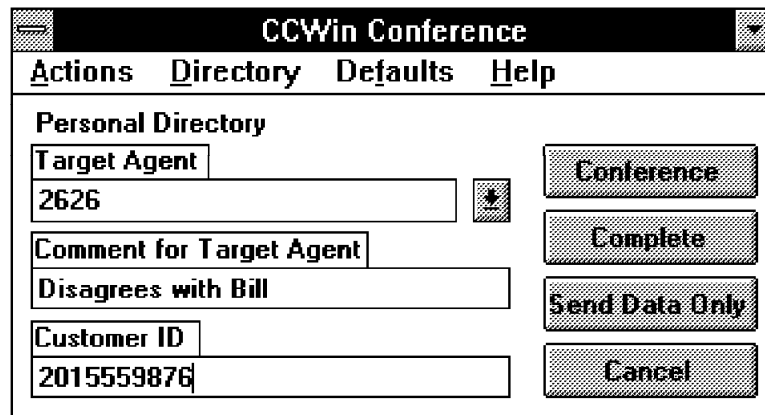 CCWin Conference
Actions Directory Defaults Help
Personal Directory
Target Agent
2626
Comment for Target Agent
Disagrees with Bill
Customer ID
2015559876
Conference
Complete
Send Data Only
Cancel